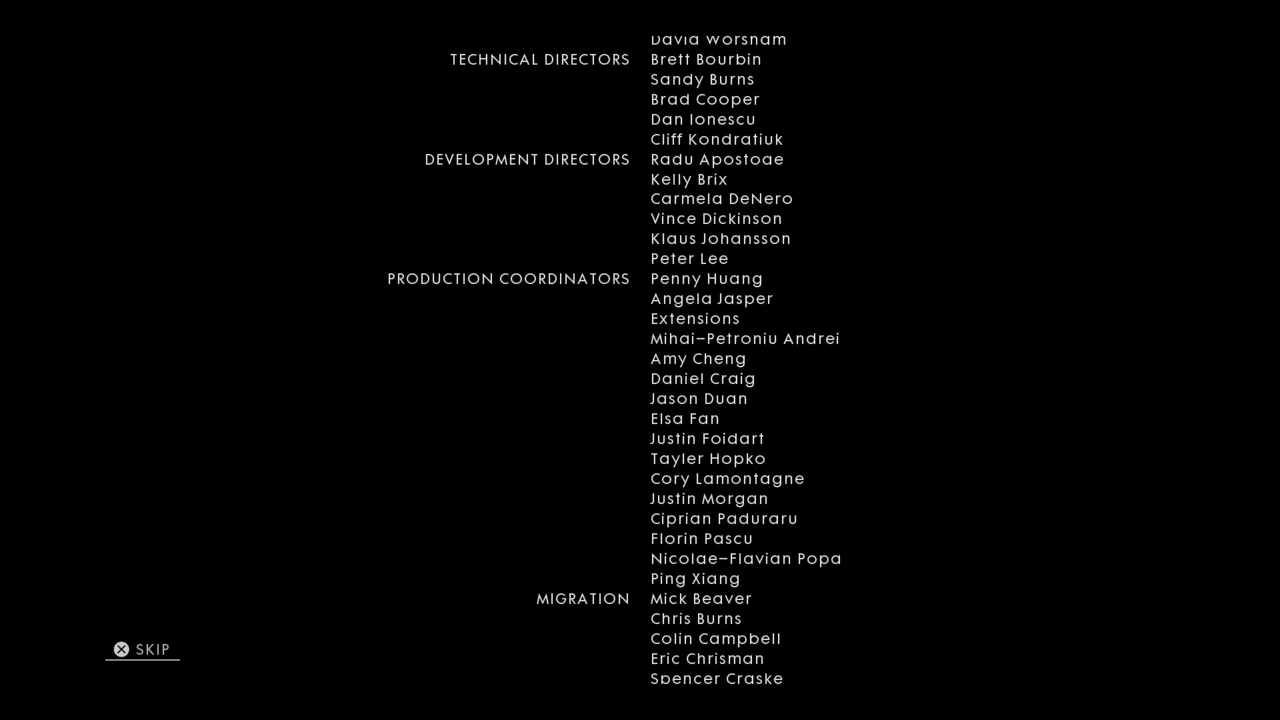 David Worsnam
TECHNICAL DIRECTORS Brett Bourbin
Sandy Burns
Brad Cooper
Dan Ionescu
Cliff Kondratiuk
DEVELOPMENT DIRECTORS Radu Apostoae
Kelly Brix
Carmela DeNero
Vince Dickinson
Klaus Johansson
Peter Lee
PRODUCTION COORDINATORS Penny Huang
Angela Jasper
Extensions
Mihai-Petroniu Andrei
Amy Cheng
Daniel Craig
Jason Duan
Elsa Fan
Justin Foidart
Tayler Hopko
Cory Lamontagne
Justin Morgan
Ciprian Paduraru
Florin Pascu
Nicolae-Flavian Popa
Ping Xiang
MIGRATION Mick Beaver
Chris Burns
Colin Campbell
Eric Chrisman
Spencer Craske
SKIP